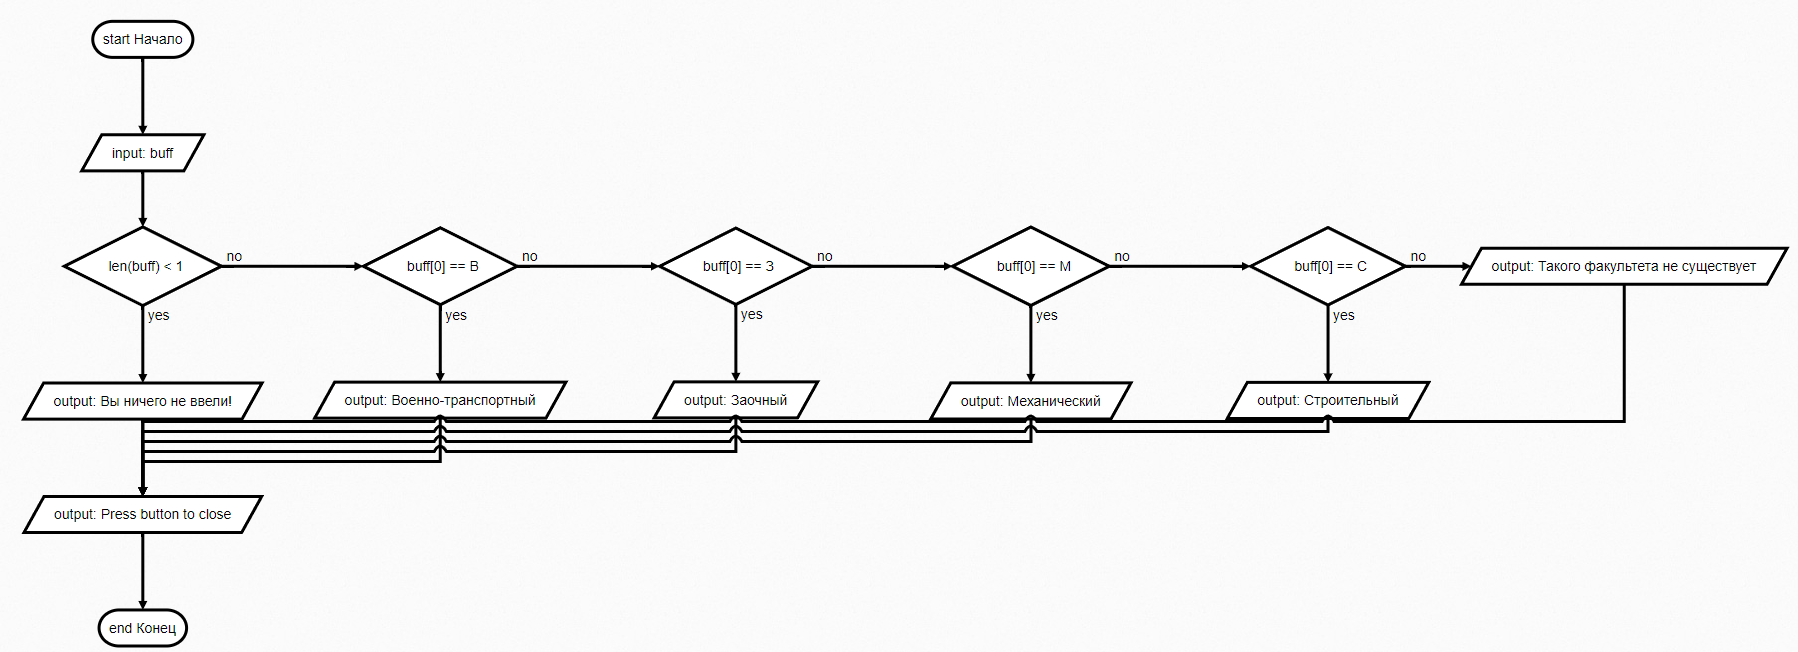 start Начало
input: buff
len(buff) < 1
no
buff[0] == В
no
buff[0] == З
no
buff[0] == М
no
buff[0] == С
no
output: Такого факультета не существует
yes
yes
yes
yes
yes
output: Вы ничего не ввели!
output: Военно-транспортный
output: Заочный
output: Механический
output: Строительный
output: Press button to close
end Конец